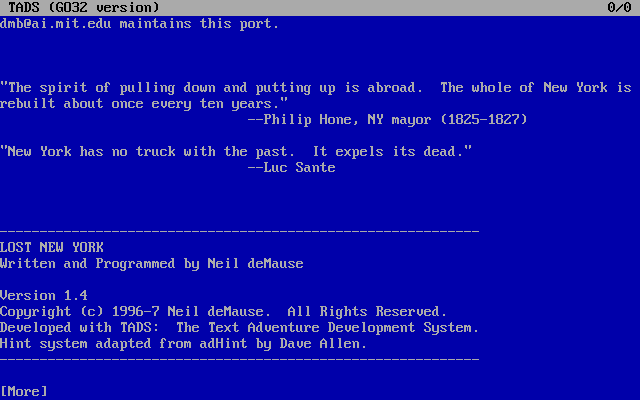 TADS (GO32 version) 0/0
dmb@ai.mit.edu maintains this port.
"The spirit of pulling down and putting up is abroad.  The whole of New York is
rebuilt about once every ten years."
--Philip Hone, NY mayor (1825-1827)
"New York has no truck with the past.  It expels its dead."
--Luc Sante
------------------------------------------------------------
LOST NEW YORK
Written and Programmed by Neil deMause
Version 1.4
Copyright (c) 1996-7 Neil deMause.  All Rights Reserved.
Developed with TADS:  The Text Adventure Development System.
Hint system adapted from adHint by Dave Allen.
------------------------------------------------------------
[More]